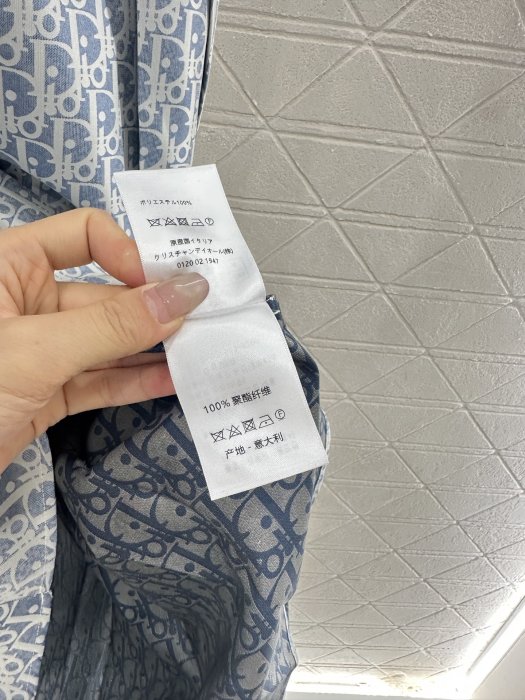 ポリエステル100%
原産国イタリア
クリスチャンディオール(株)
0120 02 1947
100% 聚酯纤维
产地 - 意大利